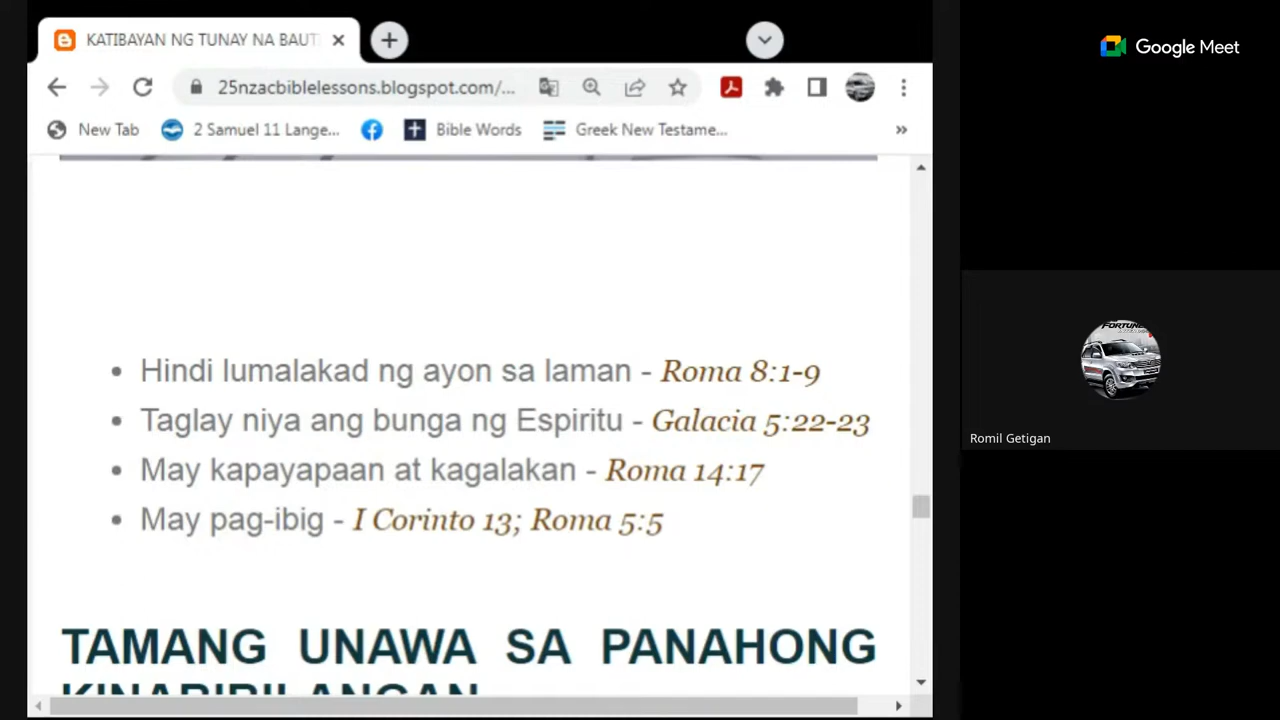 KATIBAYAN NG TUNAY NA BAUT
Google Meet
25nzacbiblelessons.blogspot.com/...
New Tab
2 Samuel 11 Lange...
Bible Words
Greek New Testame...
»
FORTUNER
• Hindi lumalakad ng ayon sa laman - Roma 8:1-9
• Taglay niya ang bunga ng Espiritu - Galacia 5:22-23
• May kapayapaan at kagalakan - Roma 14:17
• May pag-ibig - I Corinto 13; Roma 5:5
Romil Getigan
TAMANG UNAWA SA PANAHONG
KINABIBILANGAN